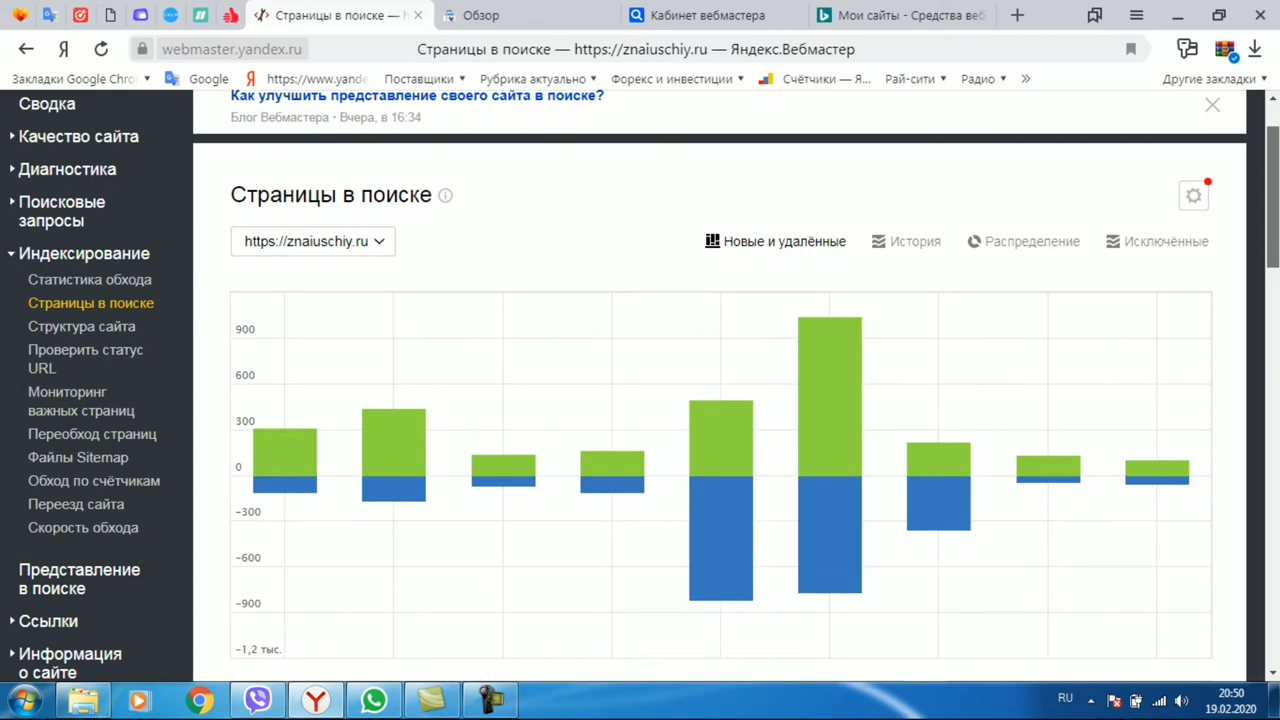 Страницы в поиске — h
Обзор
Кабинет вебмастера
Мои сайты - Средства веб
webmaster.yandex.ru
Страницы в поиске — https://znaiuschiy.ru — Яндекс.Вебмастер
Закладки Google Chro
Google
https://www.yande
Поставщики
Рубрика актуально
Форекс и инвестиции
Счётчики — Я...
Рай-сити
Радио
Другие закладки
Сводка
Качество сайта
Диагностика
Поисковые
запросы
Индексирование
Статистика обхода
Страницы в поиске
Структура сайта
Проверить статус
URL
Мониторинг
важных страниц
Переобход страниц
Файлы Sitemap
Обход по счётчикам
Переезд сайта
Скорость обхода
Представление
в поиске
Ссылки
Информация
о сайте
Как улучшить представление своего сайта в поиске?
Блог Вебмастера · Вчера, в 16:34
Страницы в поиске
https://znaiuschiy.ru
Новые и удалённые
История
Распределение
Исключённые
900
600
300
0
−300
−600
−900
−1,2 тыс.
RU
20:50
19.02.2020